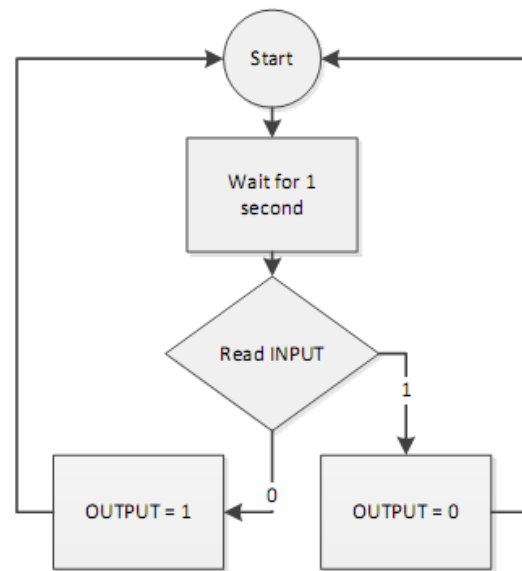 Start
Wait for 1
second
Read INPUT
1
0
OUTPUT = 1
OUTPUT = 0